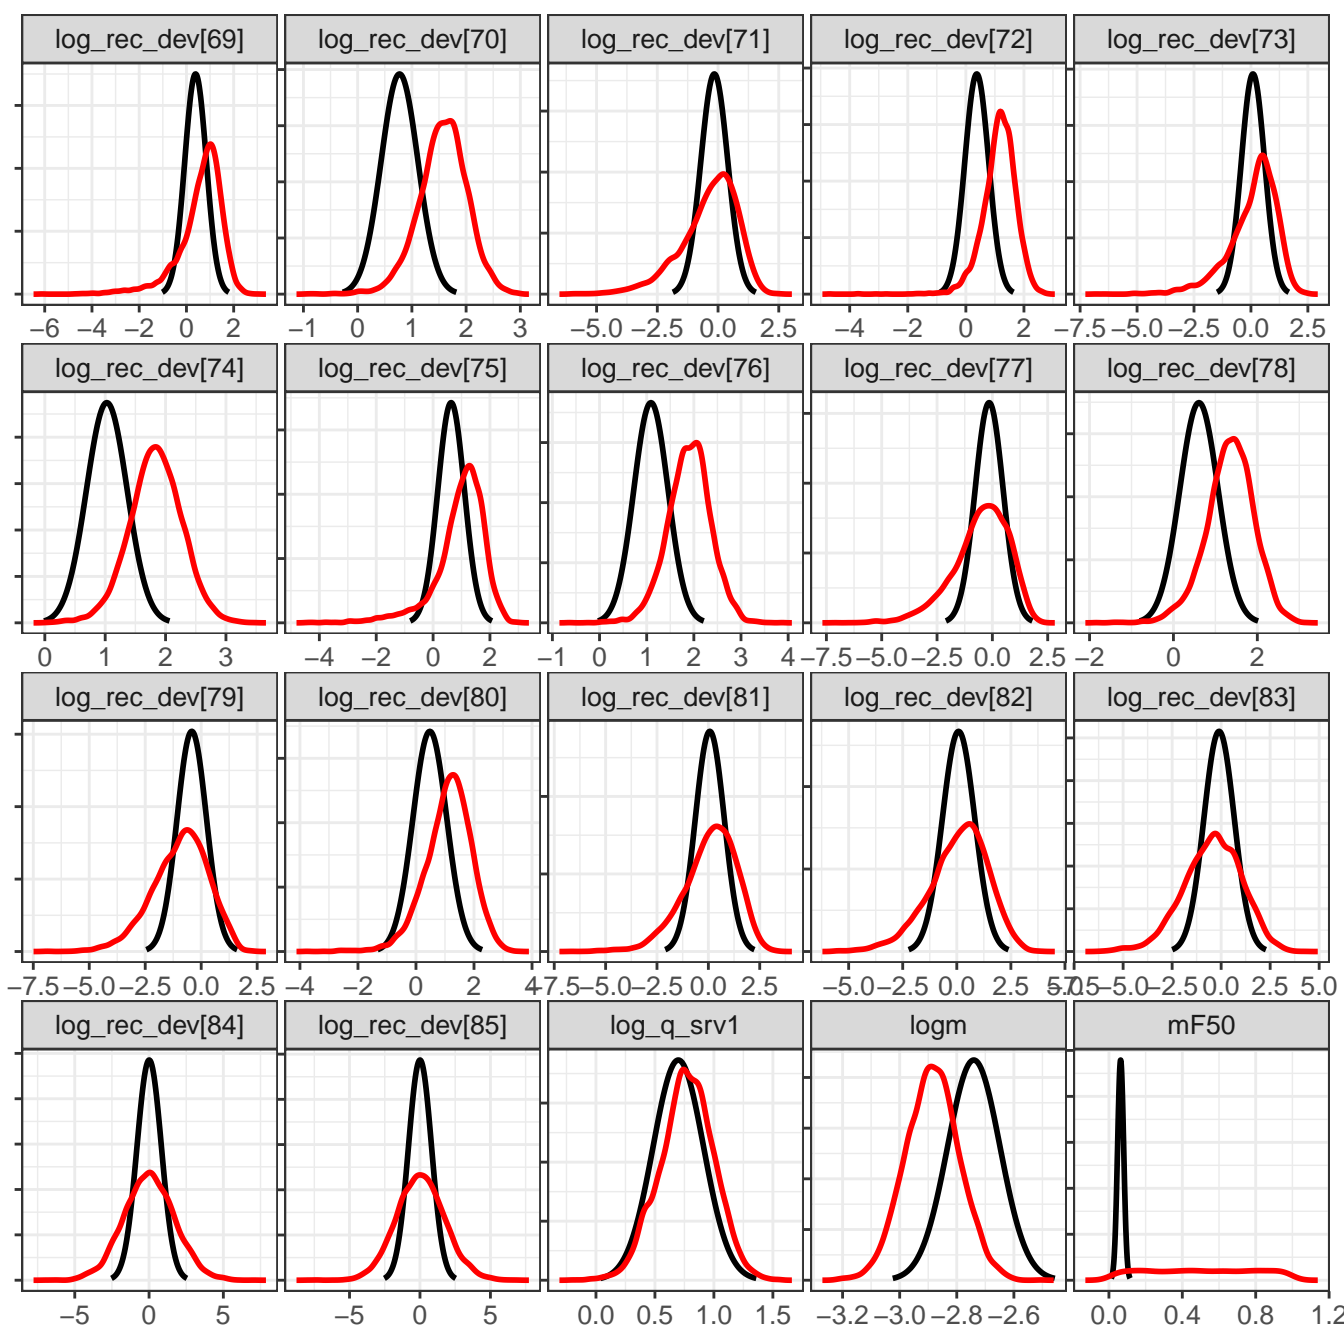 log_rec_dev[69] log_rec_dev[70] log_rec_dev[71] log_rec_dev[72] log_rec_dev[73]
−6 −4 −2 0 2 −1 0 1 2 3 −5.0 −2.5 0.0 2.5 −4 −2 0 2 −7.5 −5.0 −2.5 0.0 2.5
log_rec_dev[74] log_rec_dev[75] log_rec_dev[76] log_rec_dev[77] log_rec_dev[78]
0 1 2 3 −4 −2 0 2 −1 0 1 2 3 4 −7.5 −5.0 −2.5 0.0 2.5 −2 0 2
log_rec_dev[79] log_rec_dev[80] log_rec_dev[81] log_rec_dev[82] log_rec_dev[83]
−7.5 −5.0 −2.5 0.0 2.5 −4 −2 0 2 4 −7.5 −5.0 −2.5 0.0 2.5 −5.0 −2.5 0.0 2.5 −5.0 −2.5 0.0 2.5 5.0
log_rec_dev[84] log_rec_dev[85] log_q_srv1 logm mF50
−5 0 5 −5 0 5 0.0 0.5 1.0 1.5 −3.2 −3.0 −2.8 −2.6 0.0 0.4 0.8 1.2